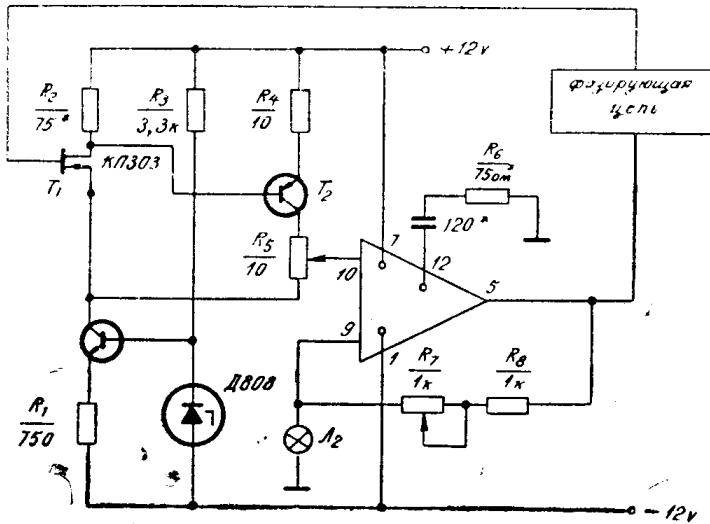 +12v
фазирующая
цепь
R2
75*
R3
3,3к
R4
10
КП303
T1
T2
R6
75ом*
120*
R5
10
7
12
10
5
9
1
R7
1к
R8
1к
Д808
Л2
R1
750
-12v